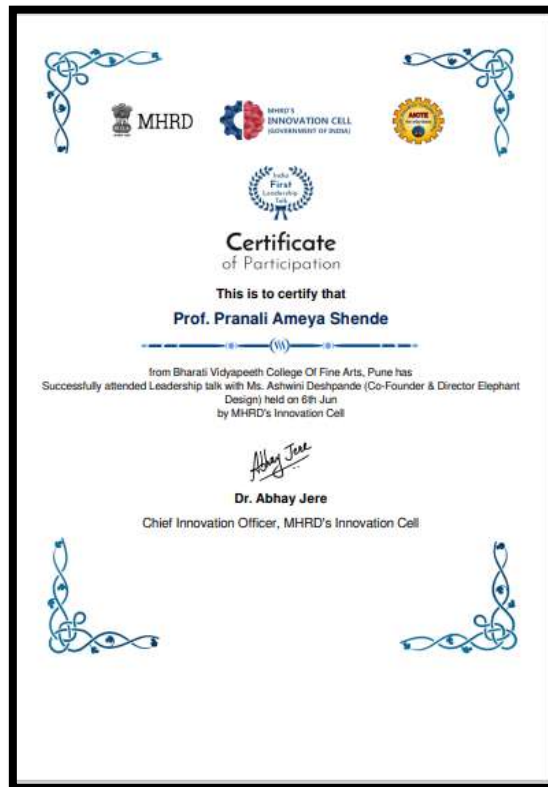 MHRD
MHRD'S
INNOVATION CELL
(GOVERNMENT OF INDIA)
AICTE
India
First
Leadership
Talk
Certificate
of Participation
This is to certify that
Prof. Pranali Ameya Shende
from Bharati Vidyapeeth College Of Fine Arts, Pune has
Successfully attended Leadership talk with Ms. Ashwini Deshpande (Co-Founder & Director Elephant
Design) held on 6th Jun
by MHRD's Innovation Cell
Abhay Jere
Dr. Abhay Jere
Chief Innovation Officer, MHRD's Innovation Cell